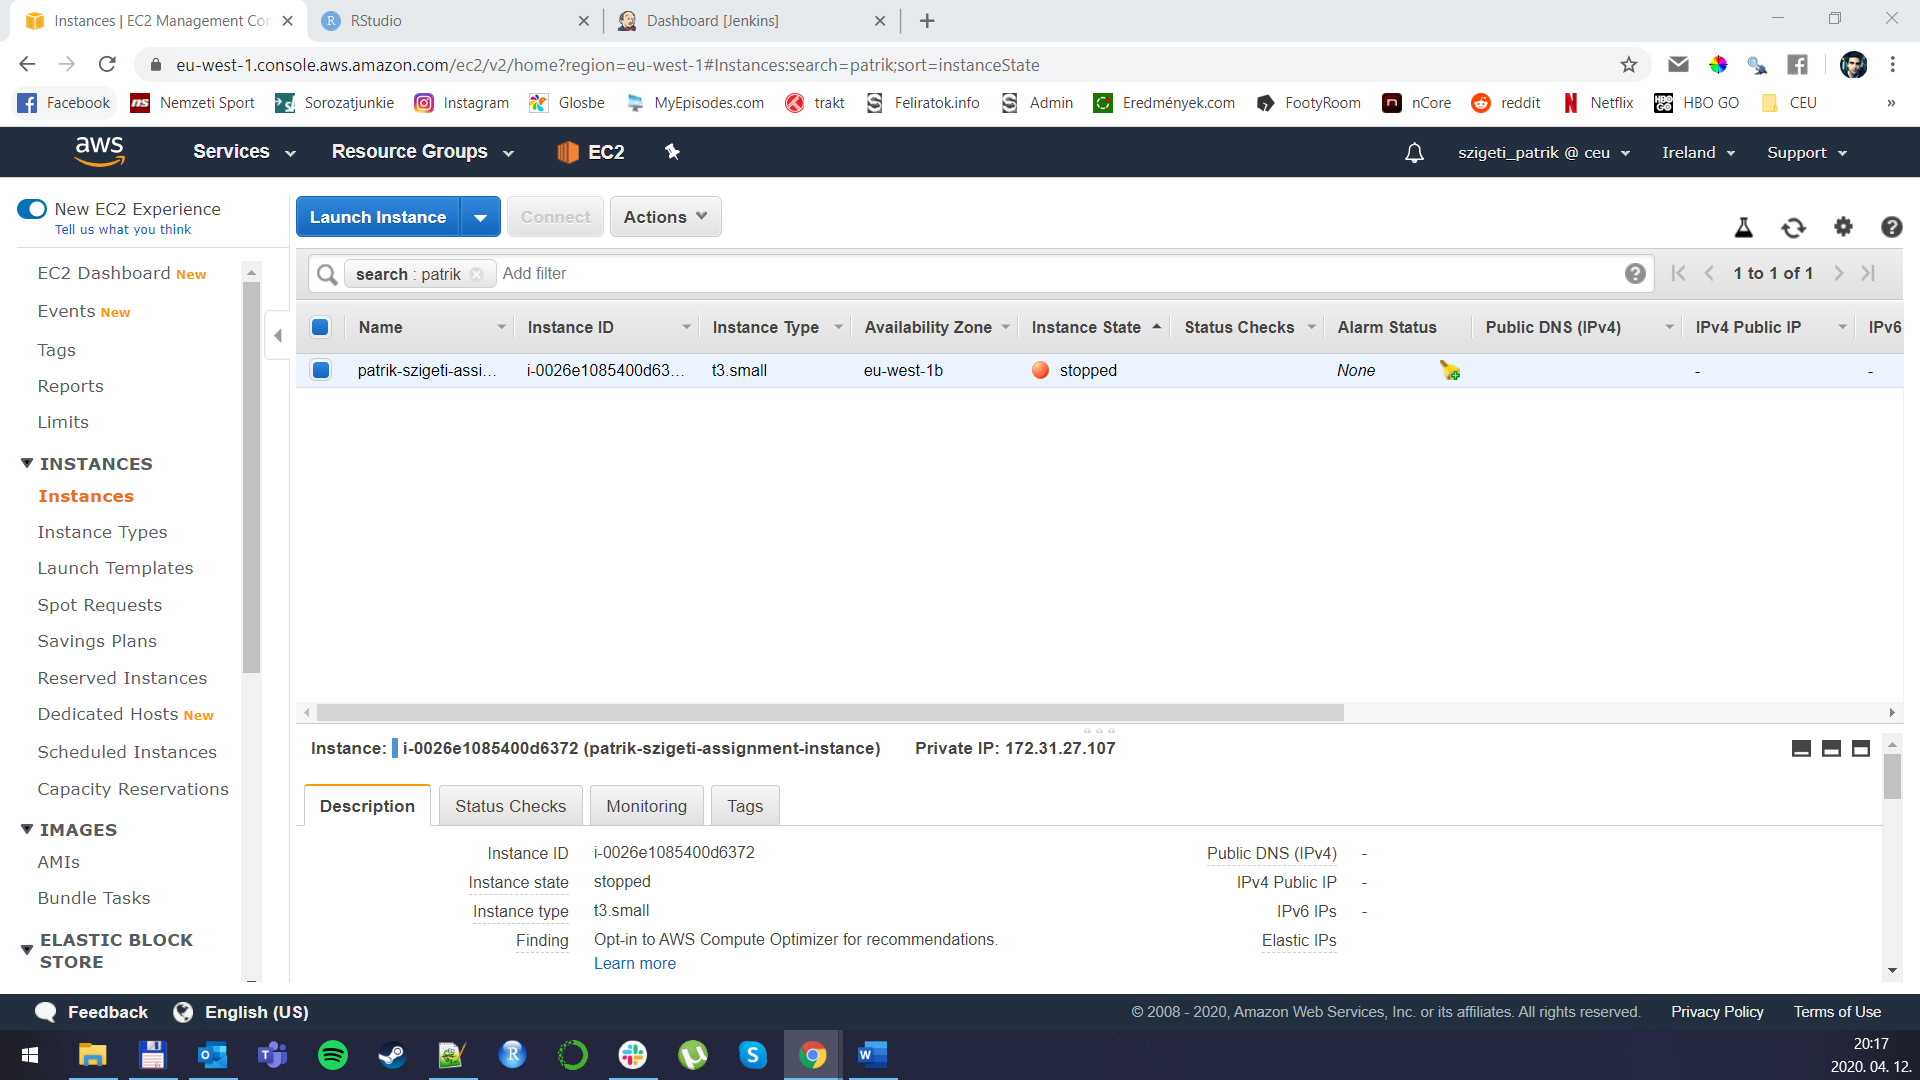 Instances | EC2 Management Con
RStudio
Dashboard [Jenkins]
eu-west-1.console.aws.amazon.com/ec2/v2/home?region=eu-west-1#Instances:search=patrik;sort=instanceState
Facebook
Nemzeti Sport
Sorozatjunkie
Instagram
Glosbe
MyEpisodes.com
trakt
Feliratok.info
Admin
Eredmények.com
FootyRoom
nCore
reddit
Netflix
HBO GO
CEU
»
aws
Services
Resource Groups
EC2
szigeti_patrik @ ceu
Ireland
Support
New EC2 Experience
Tell us what you think
Launch Instance
Connect
Actions
search : patrik
Add filter
1 to 1 of 1
EC2 Dashboard New
Events New
Tags
Reports
Limits
INSTANCES
Instances
Instance Types
Launch Templates
Spot Requests
Savings Plans
Reserved Instances
Dedicated Hosts New
Scheduled Instances
Capacity Reservations
IMAGES
AMIs
Bundle Tasks
ELASTIC BLOCK
STORE
Name
Instance ID
Instance Type
Availability Zone
Instance State
Status Checks
Alarm Status
Public DNS (IPv4)
IPv4 Public IP
IPv6
patrik-szigeti-assi...
i-0026e1085400d63...
t3.small
eu-west-1b
stopped
None
-
-
Instance: i-0026e1085400d6372 (patrik-szigeti-assignment-instance)
Private IP: 172.31.27.107
Description
Status Checks
Monitoring
Tags
Instance ID i-0026e1085400d6372
Instance state stopped
Instance type t3.small
Finding Opt-in to AWS Compute Optimizer for recommendations.
Learn more
Public DNS (IPv4) -
IPv4 Public IP -
IPv6 IPs -
Elastic IPs
Feedback
English (US)
© 2008 - 2020, Amazon Web Services, Inc. or its affiliates. All rights reserved.
Privacy Policy
Terms of Use
20:17
2020. 04. 12.